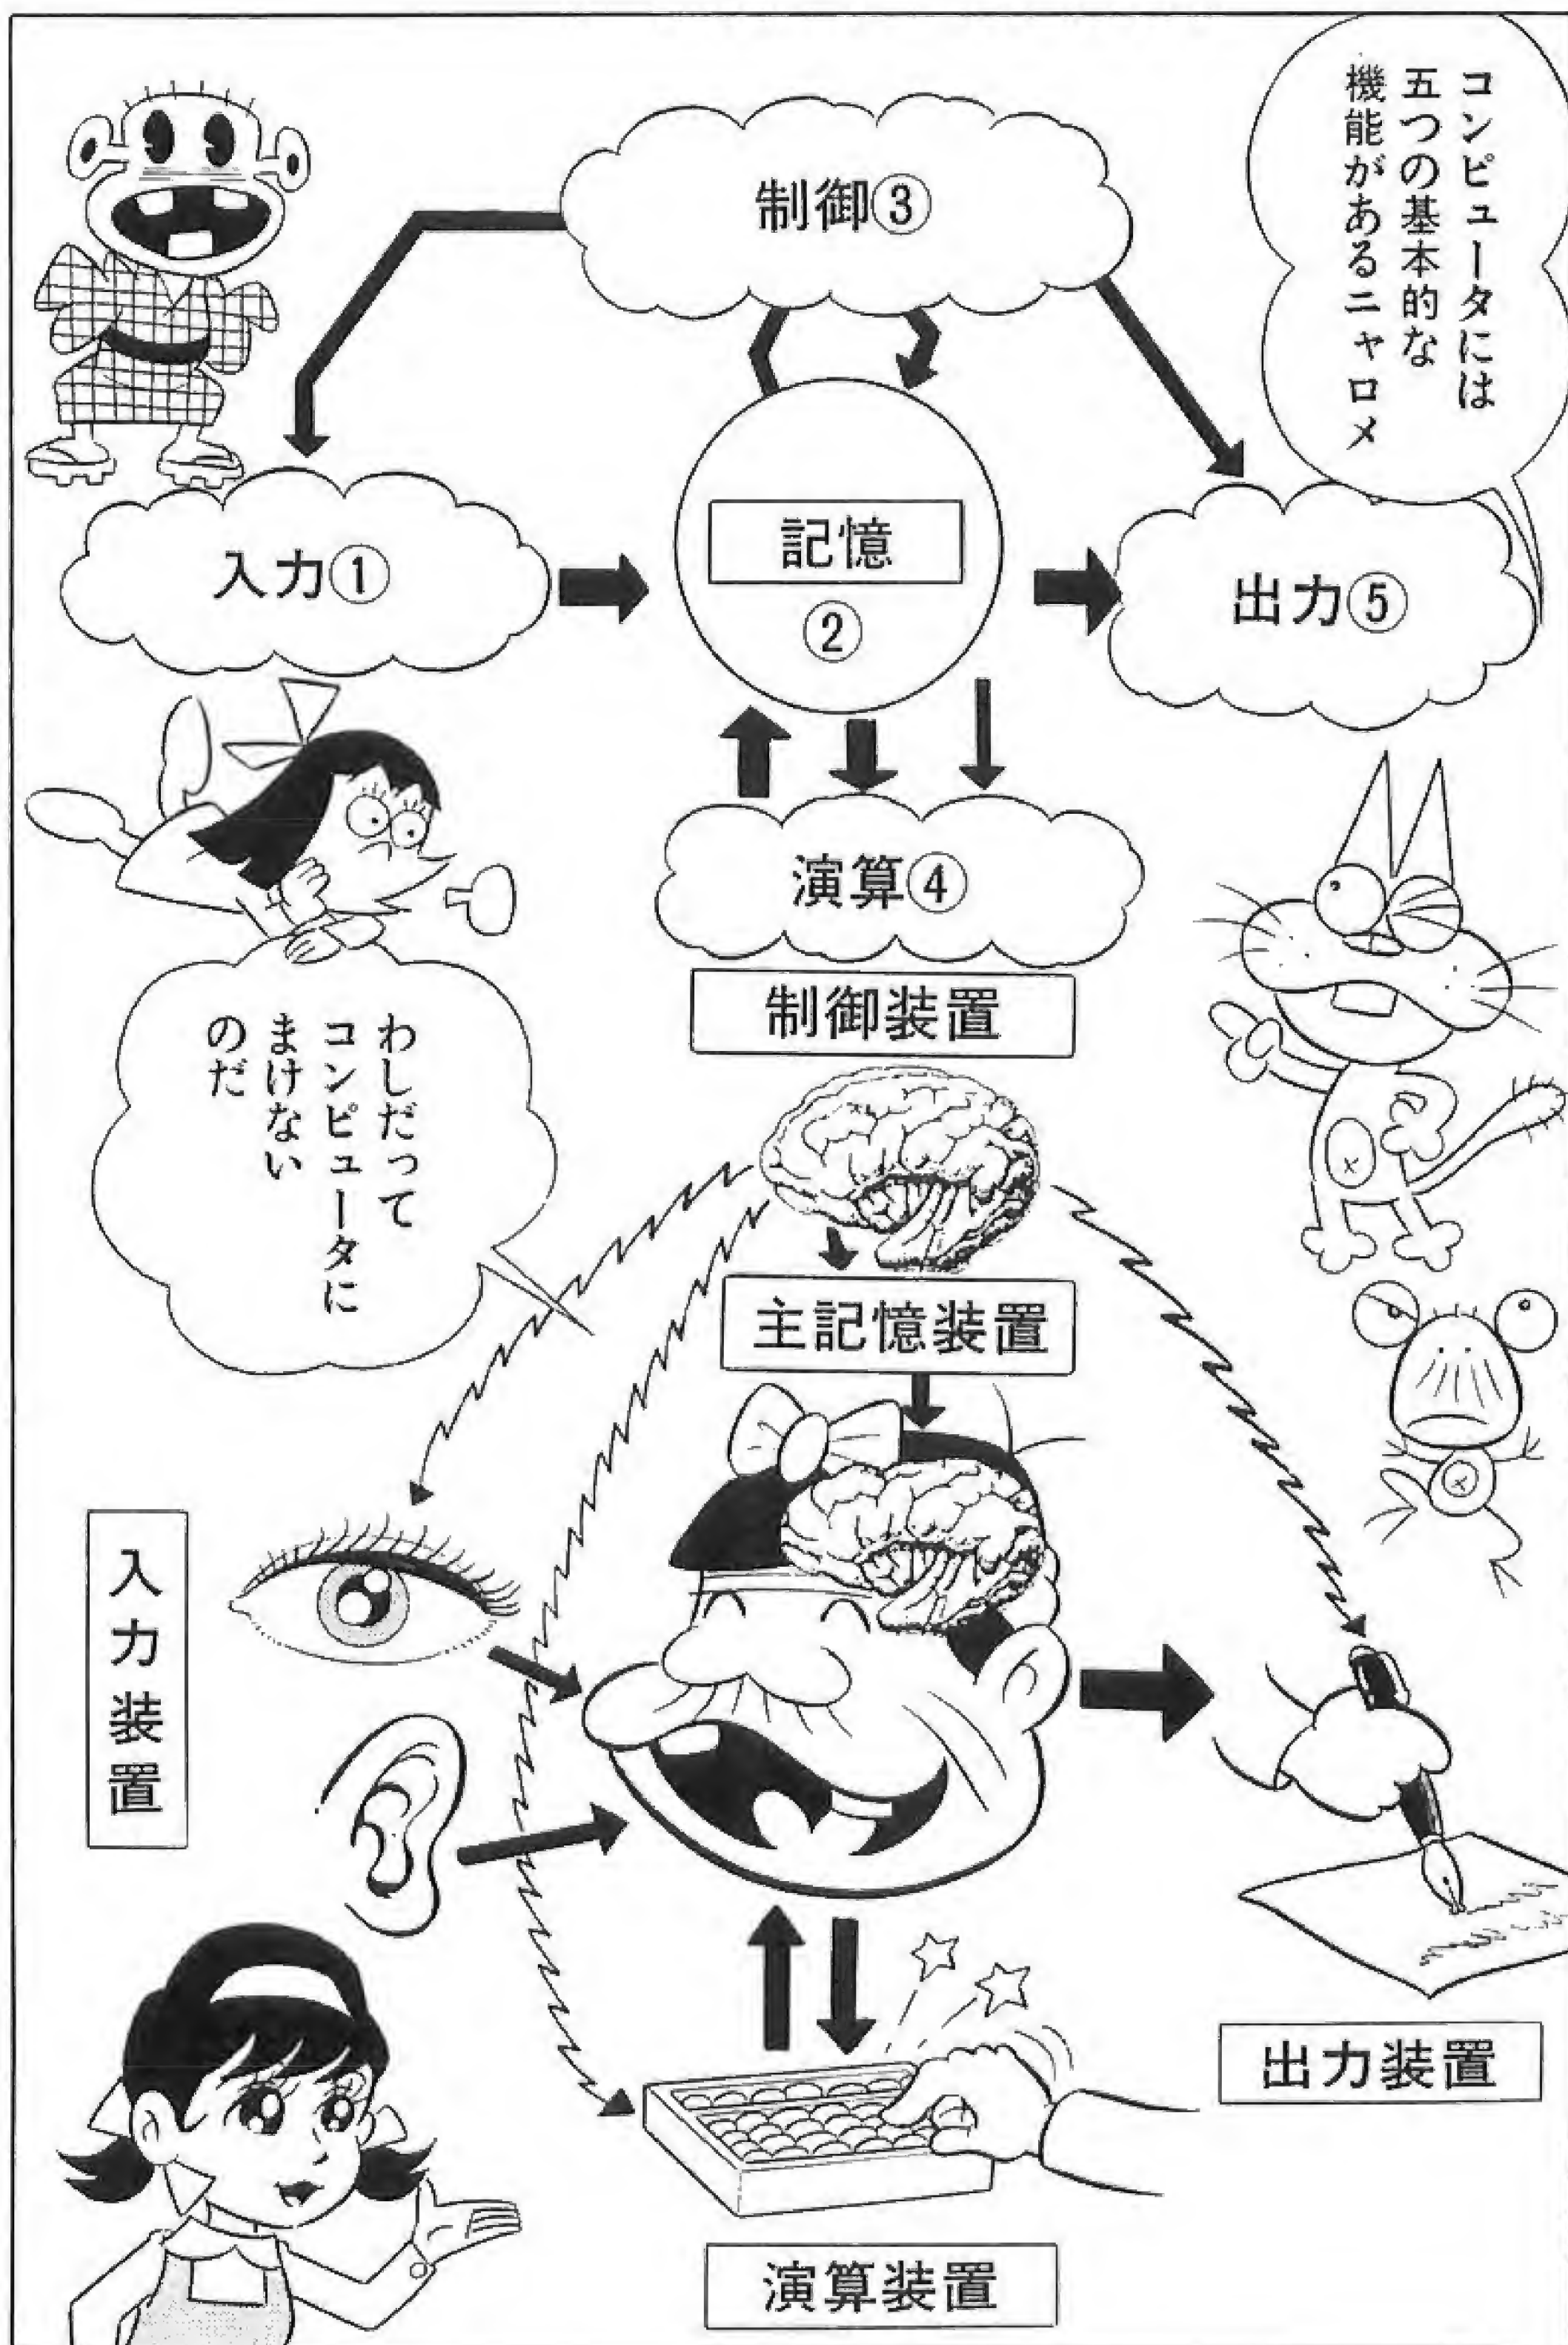 コンピュータには
五つの基本的な
機能があるニャロメ
制御③
入力①
記憶
②
出力⑤
演算④
制御装置
わしだって
コンピュータに
まけない
のだ
主記憶装置
入力装置
出力装置
演算装置